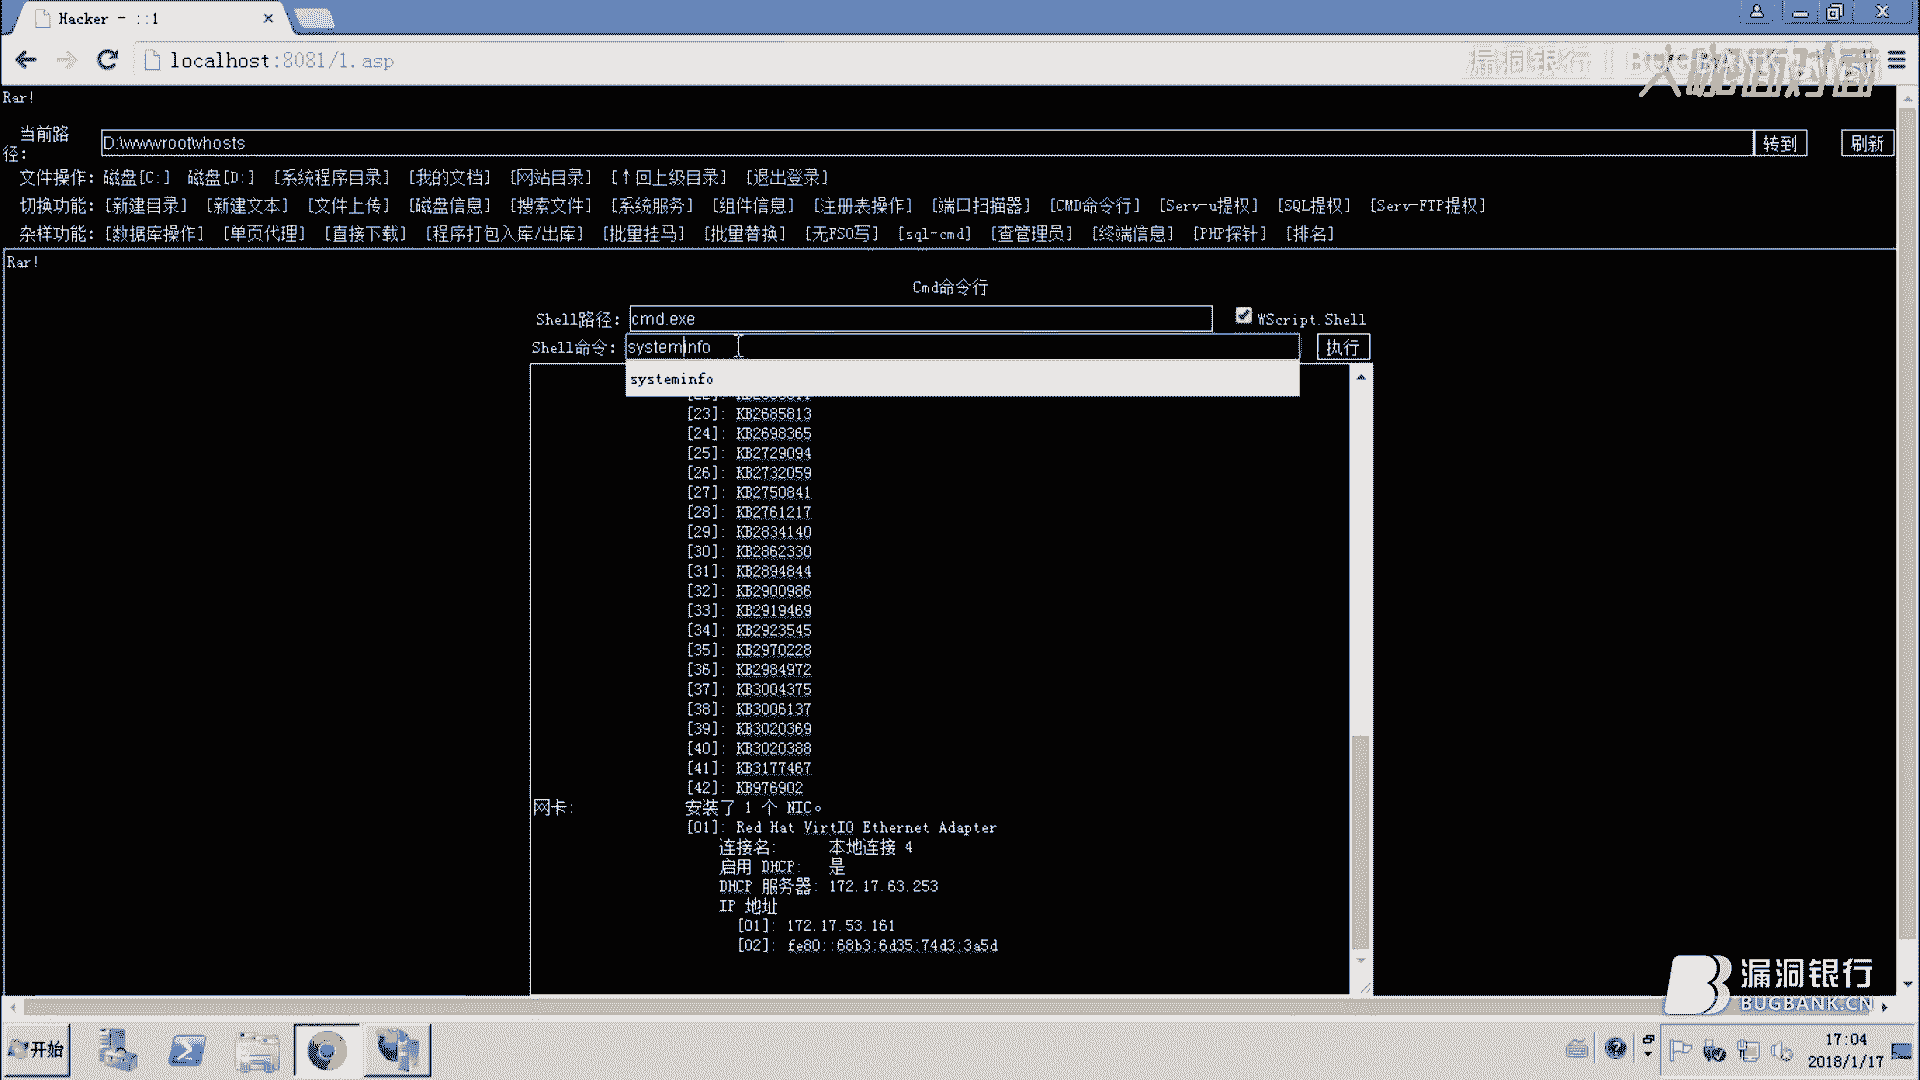 Hacker - ::1
localhost:8081/1.asp
漏洞银行 | BUGBANK
大咖面对面
Rar!
当前路径:
D:\wwwroot\vhosts
转到
刷新
文件操作: 磁盘[C:] 磁盘[D:] [系统程序目录] [我的文档] [网站目录] [↑回上级目录] [退出登录]
切换功能: [新建目录] [新建文本] [文件上传] [磁盘信息] [搜索文件] [系统服务] [组件信息] [注册表操作] [端口扫描器] [CMD命令行] [Serv-u提权] [SQL提权] [Serv-FTP提权]
杂样功能: [数据库操作] [单页代理] [直接下载] [程序打包入库/出库] [批量挂马] [批量替换] [无FSO写] [sql-cmd] [查管理员] [终端信息] [PHP探针] [排名]
Rar!
Cmd命令行
Shell路径: cmd.exe WScript.Shell
Shell命令: systeminfo 执行
systeminfo
[23]: KB2685813
[24]: KB2698365
[25]: KB2729094
[26]: KB2732059
[27]: KB2750841
[28]: KB2761217
[29]: KB2834140
[30]: KB2862330
[31]: KB2894844
[32]: KB2900986
[33]: KB2919469
[34]: KB2923545
[35]: KB2970228
[36]: KB2984972
[37]: KB3004375
[38]: KB3006137
[39]: KB3020369
[40]: KB3020388
[41]: KB3177467
[42]: KB976902
网卡: 安装了 1 个 NIC。
[01]: Red Hat VirtIO Ethernet Adapter
连接名: 本地连接 4
启用 DHCP: 是
DHCP 服务器: 172.17.63.253
IP 地址
[01]: 172.17.53.161
[02]: fe80::68b3:6d35:74d3:3a5d
漏洞银行
BUGBANK.CN
开始
17:04
2018/1/17